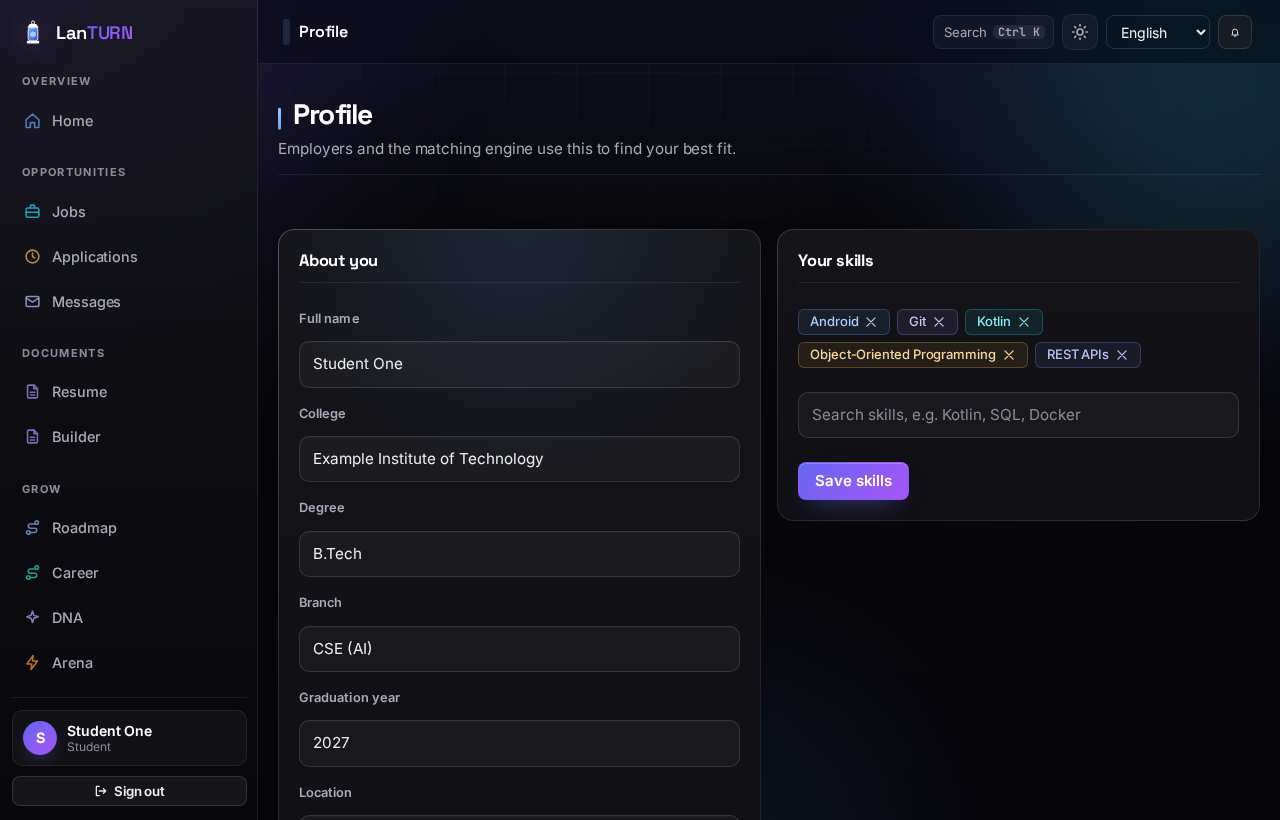 LanTURN
OVERVIEW
Home
OPPORTUNITIES
Jobs
Applications
Messages
DOCUMENTS
Resume
Builder
GROW
Roadmap
Career
DNA
Arena
S
Student One
Student
Sign out
Profile
Search Ctrl K
English
Profile
Employers and the matching engine use this to find your best fit.
About you
Full name
Student One
College
Example Institute of Technology
Degree
B.Tech
Branch
CSE (AI)
Graduation year
2027
Location
Your skills
Android Git Kotlin
Object-Oriented Programming REST APIs
Search skills, e.g. Kotlin, SQL, Docker
Save skills